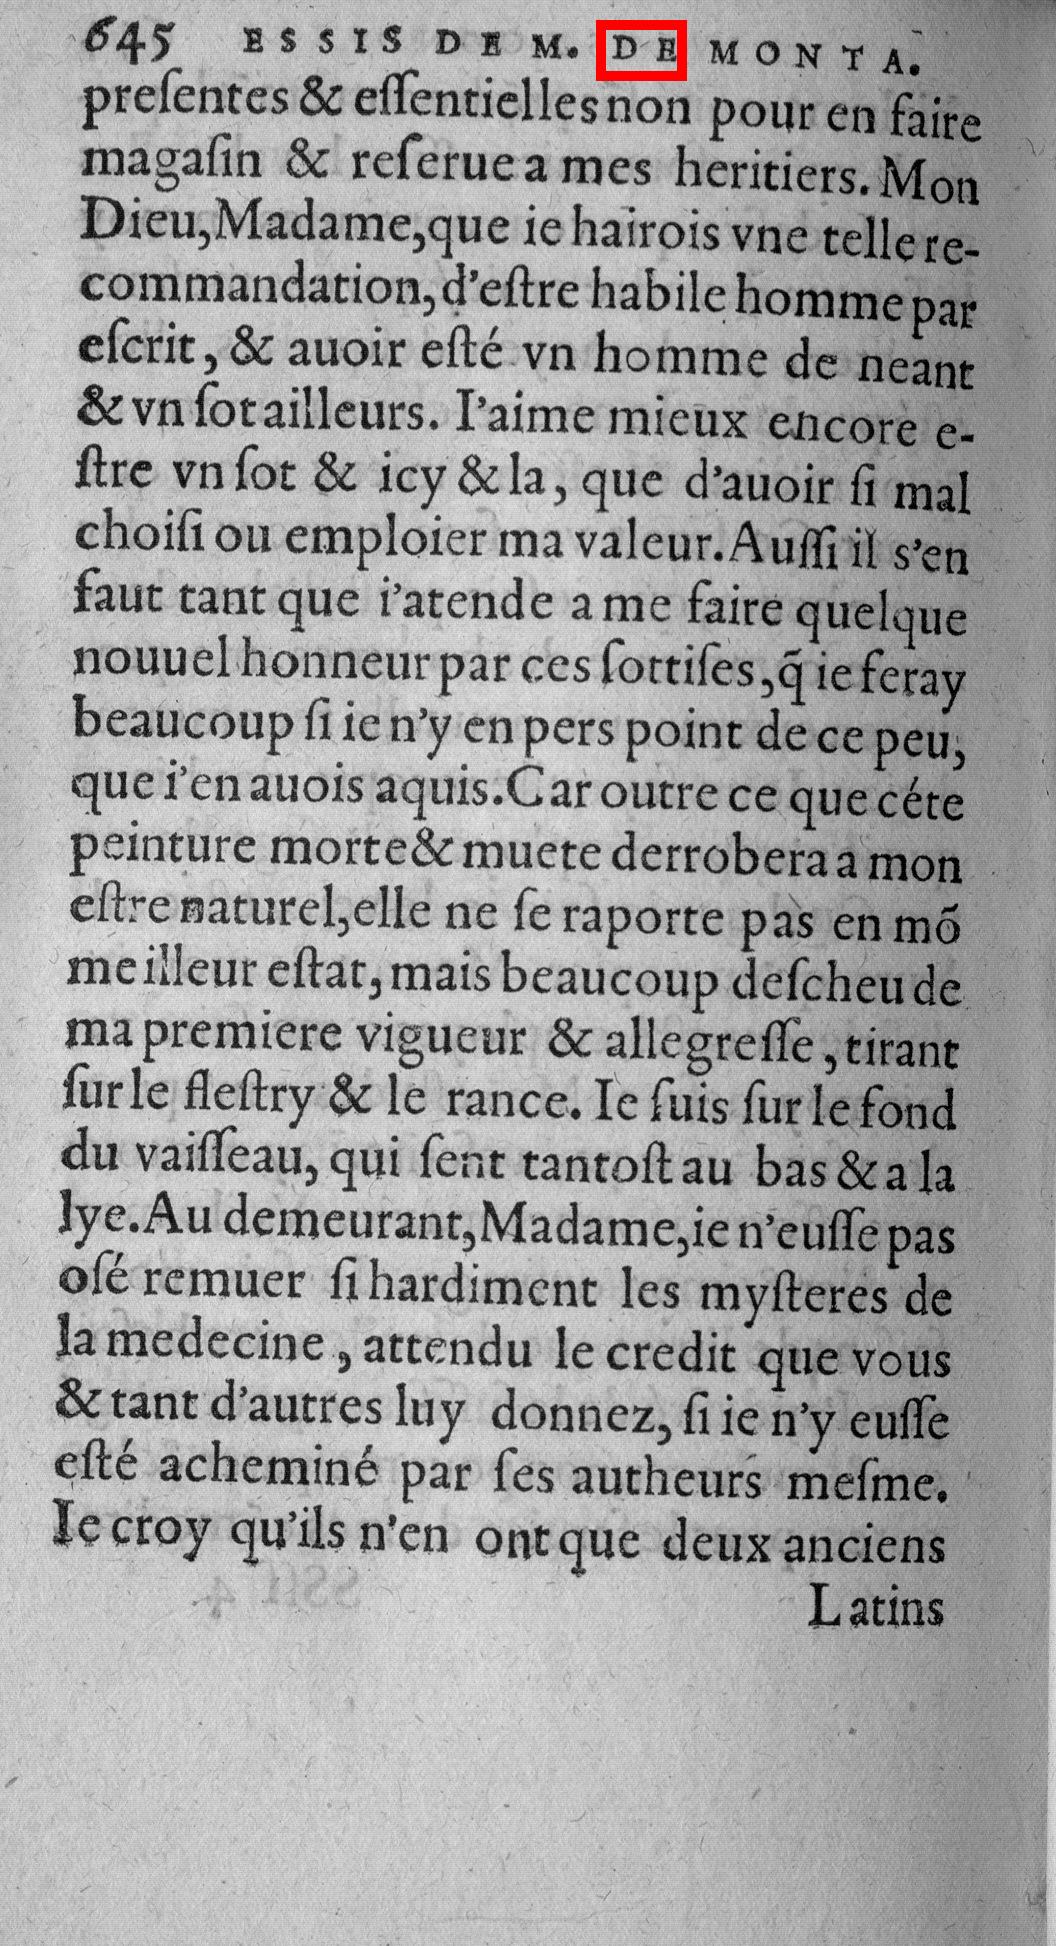 645 ESSIS DE M. DE MONTA.
preſentes & eſſentielles non pour en faire
magaſin & reſerue a mes heritiers. Mon
Dieu, Madame, que ie hairois vne telle re-
commandation, d'eſtre habile homme par
eſcrit, & auoir eſté vn homme de neant
& vn ſot ailleurs. I'aime mieux encore e-
ſtre vn ſot & icy & la, que d'auoir ſi mal
choiſi ou emploier ma valeur. Auſſi il s'en
faut tant que i'atende a me faire quelque
nouuel honneur par ces ſottiſes, q̃ ie feray
beaucoup ſi ie n'y en pers point de ce peu,
que i'en auois aquis. Car outre ce que céte
peinture morte & muete derrobera a mon
eſtre naturel, elle ne ſe raporte pas en mõ
meilleur eſtat, mais beaucoup deſcheu de
ma premiere vigueur & allegreſſe, tirant
ſur le fleſtry & le rance. Ie ſuis ſur le fond
du vaiſſeau, qui ſent tantoſt au bas & a la
lye. Au demeurant, Madame, ie n'euſſe pas
oſé remuer ſi hardiment les myſteres de
la medecine, attendu le credit que vous
& tant d'autres luy donnez, ſi ie n'y euſſe
eſté acheminé par ſes autheurs meſme.
Ie croy qu'ils n'en ont que deux anciens
Latins